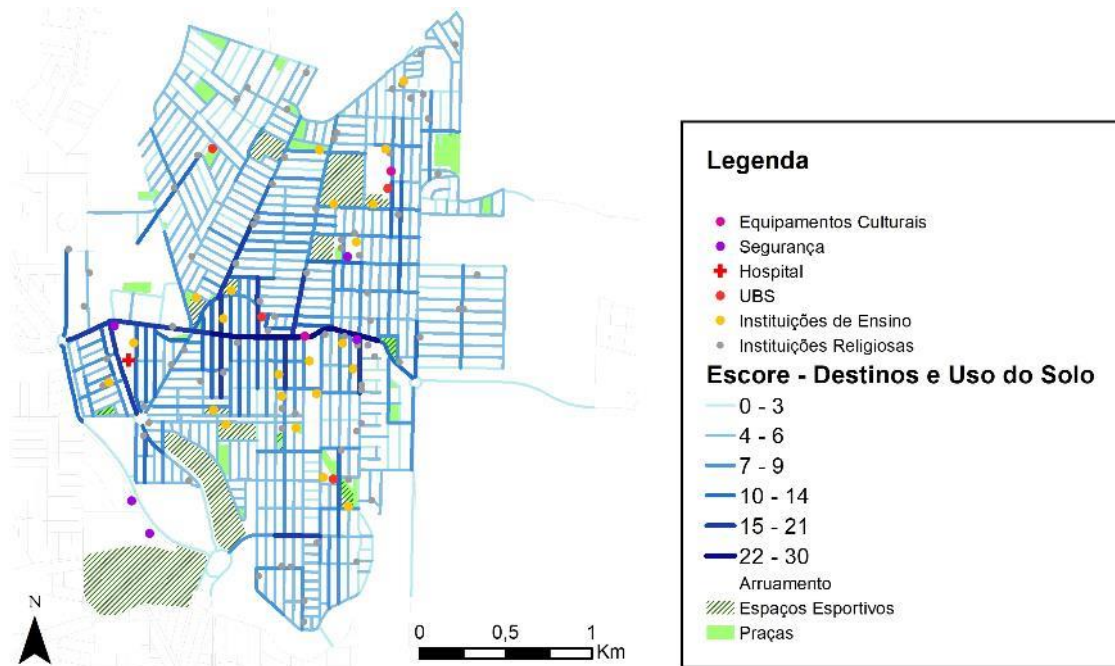 Legenda
Equipamentos Culturais
Segurança
Hospital
UBS
Instituições de Ensino
Instituições Religiosas
Escore - Destinos e Uso do Solo
0 - 3
4 - 6
7 - 9
10 - 14
15 - 21
22 - 30
Arruamento
Espaços Esportivos
Praças
N
0 0,5 1
Km